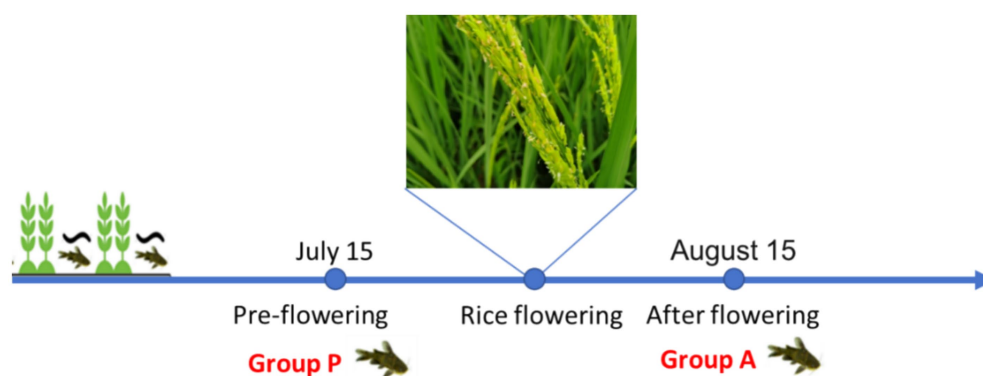 July 15
August 15
Pre-flowering
Rice flowering
After flowering
Group P
Group A